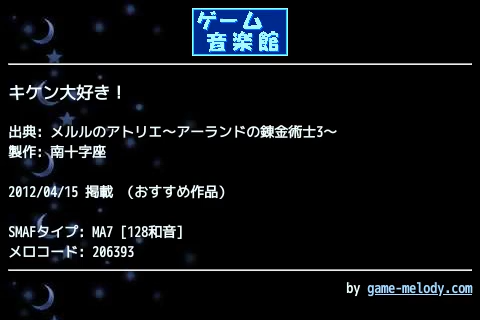 ゲーム
音楽館
キケン大好き！
出典: メルルのアトリエ～アーランドの錬金術士3～
製作: 南十字座
2012/04/15 掲載 (おすすめ作品)
SMAFタイプ: MA7 [128和音]
メロコード: 206393
by game-melody.com